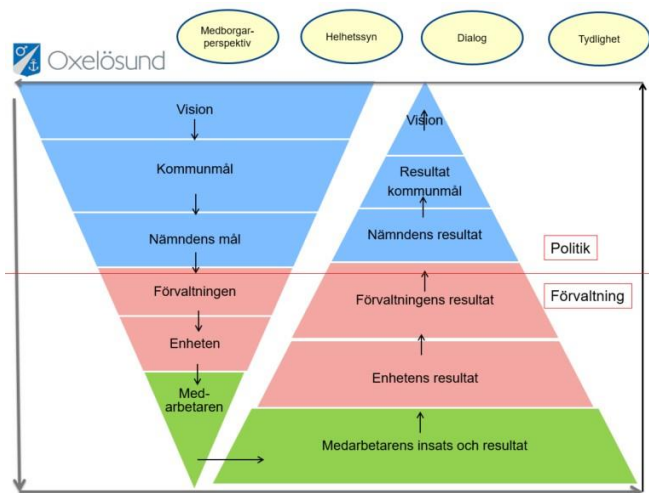 Medborgar-
perspektiv
Helhetssyn
Dialog
Tydlighet
Oxelösund
Vision
Kommunmål
Nämndens mål
Förvaltningen
Enheten
Med-
arbetaren
Vision
Resultat
kommunmål
Nämndens resultat
Politik
Förvaltningens resultat
Förvaltning
Enhetens resultat
Medarbetarens insats och resultat